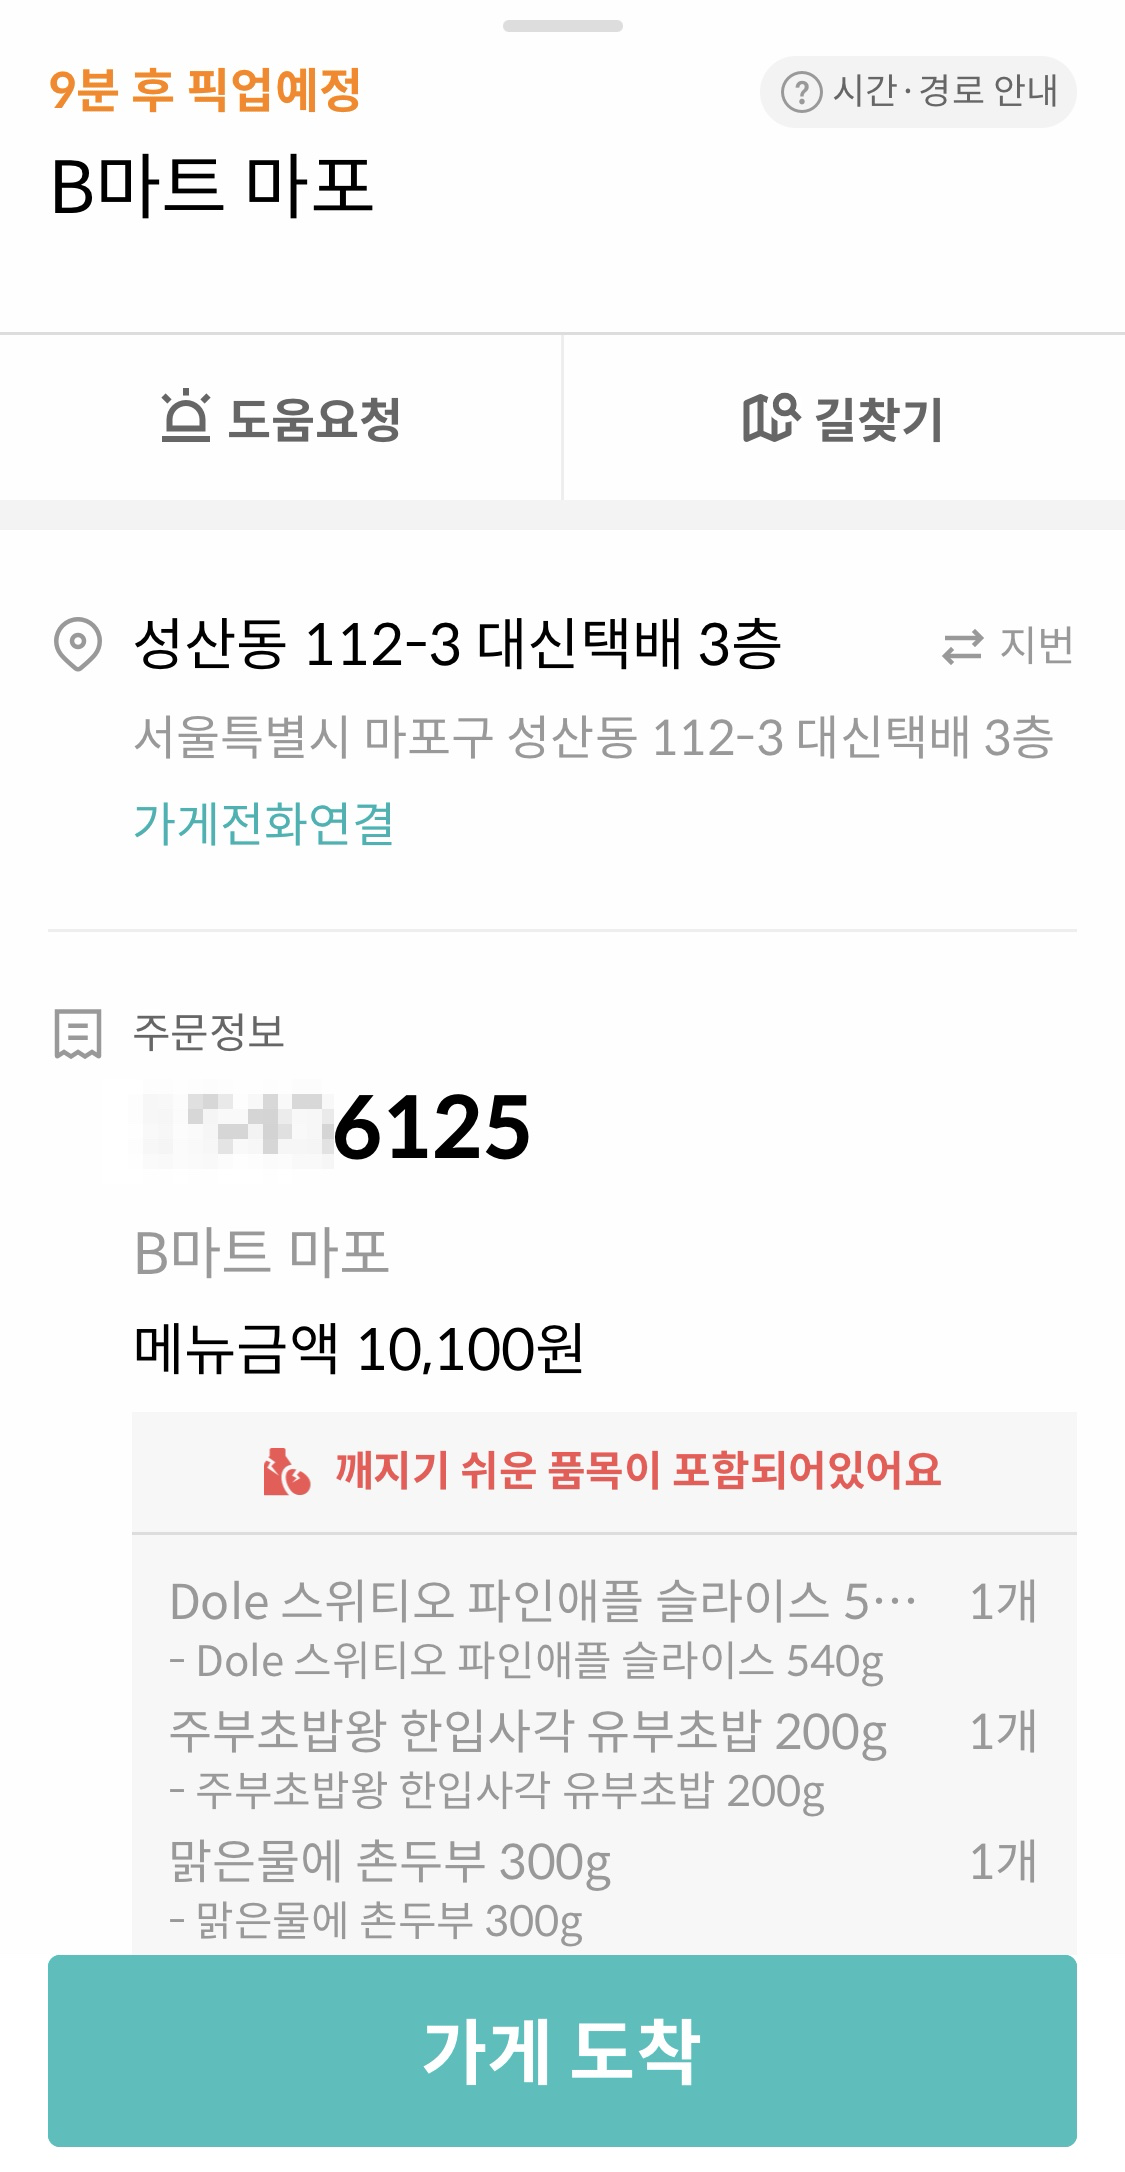 9분 후 픽업예정
? 시간·경로 안내
B마트 마포
도움요청
길찾기
성산동 112-3 대신택배 3층
지번
서울특별시 마포구 성산동 112-3 대신택배 3층
가게전화연결
주문정보
6125
B마트 마포
메뉴금액 10,100원
깨지기 쉬운 품목이 포함되어있어요
Dole 스위티오 파인애플 슬라이스 5… 1개
- Dole 스위티오 파인애플 슬라이스 540g
주부초밥왕 한입사각 유부초밥 200g 1개
- 주부초밥왕 한입사각 유부초밥 200g
맑은물에 촌두부 300g 1개
- 맑은물에 촌두부 300g
가게 도착